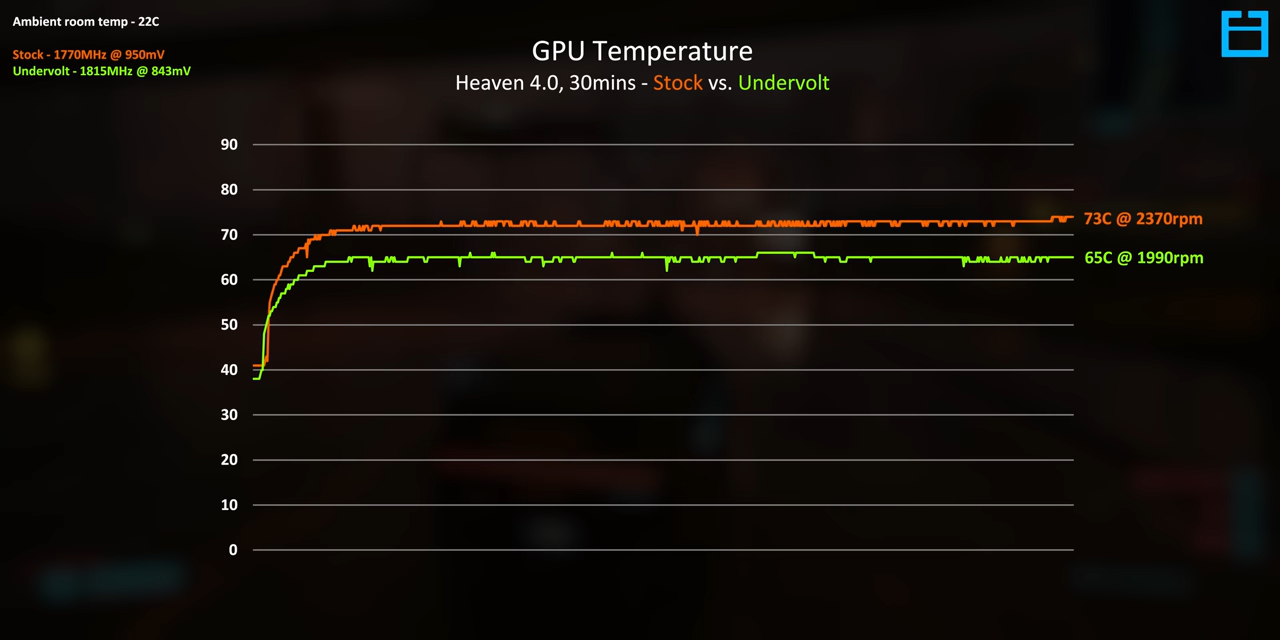 Ambient room temp - 22C
Stock - 1770MHz @ 950mV
Undervolt - 1815MHz @ 843mV
GPU Temperature
Heaven 4.0, 30mins - Stock vs. Undervolt
90
80
73C @ 2370rpm
70
65C @ 1990rpm
60
50
40
30
20
10
0